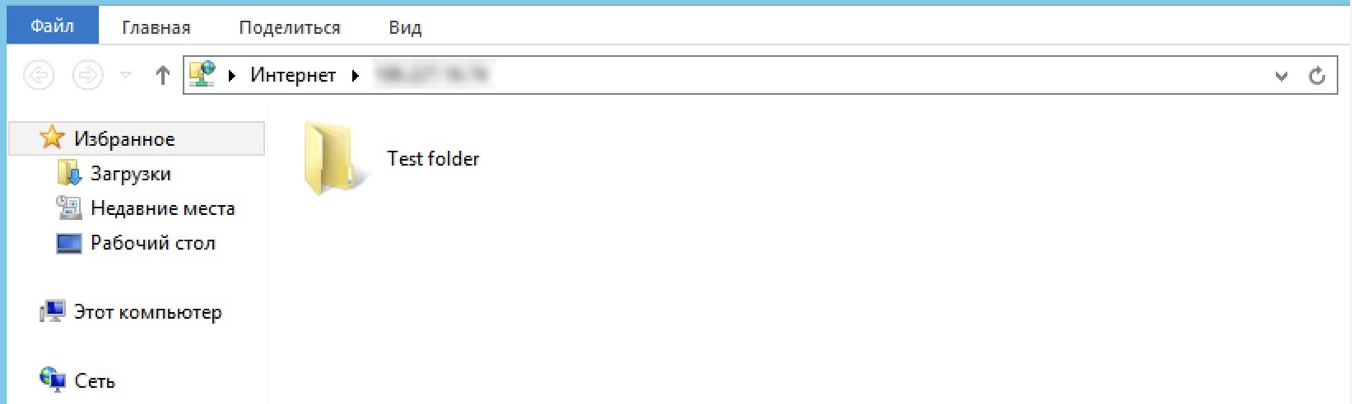 Файл Главная Поделиться Вид
Интернет
Избранное
Test folder
Загрузки
Недавние места
Рабочий стол
Этот компьютер
Сеть